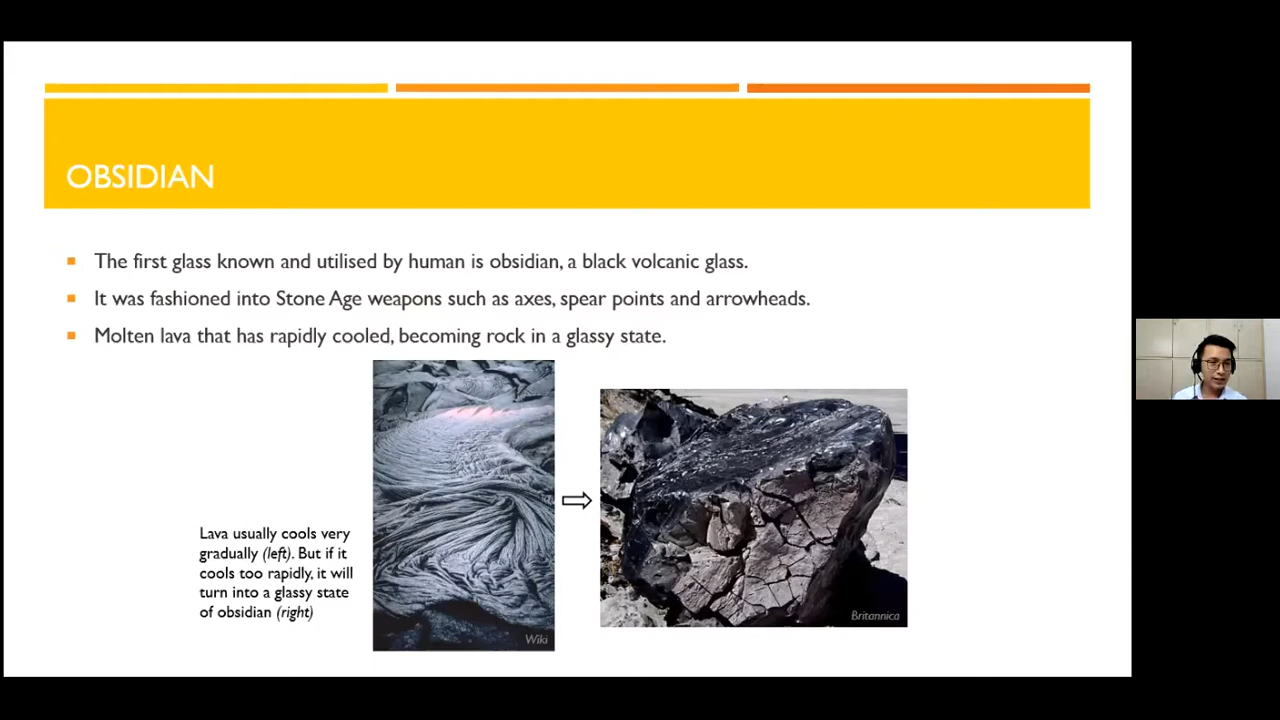 OBSIDIAN
The first glass known and utilised by human is obsidian, a black volcanic glass.
It was fashioned into Stone Age weapons such as axes, spear points and arrowheads.
Molten lava that has rapidly cooled, becoming rock in a glassy state.
Lava usually cools very
gradually (left). But if it
cools too rapidly, it will
turn into a glassy state
of obsidian (right)
Wiki
Britannica